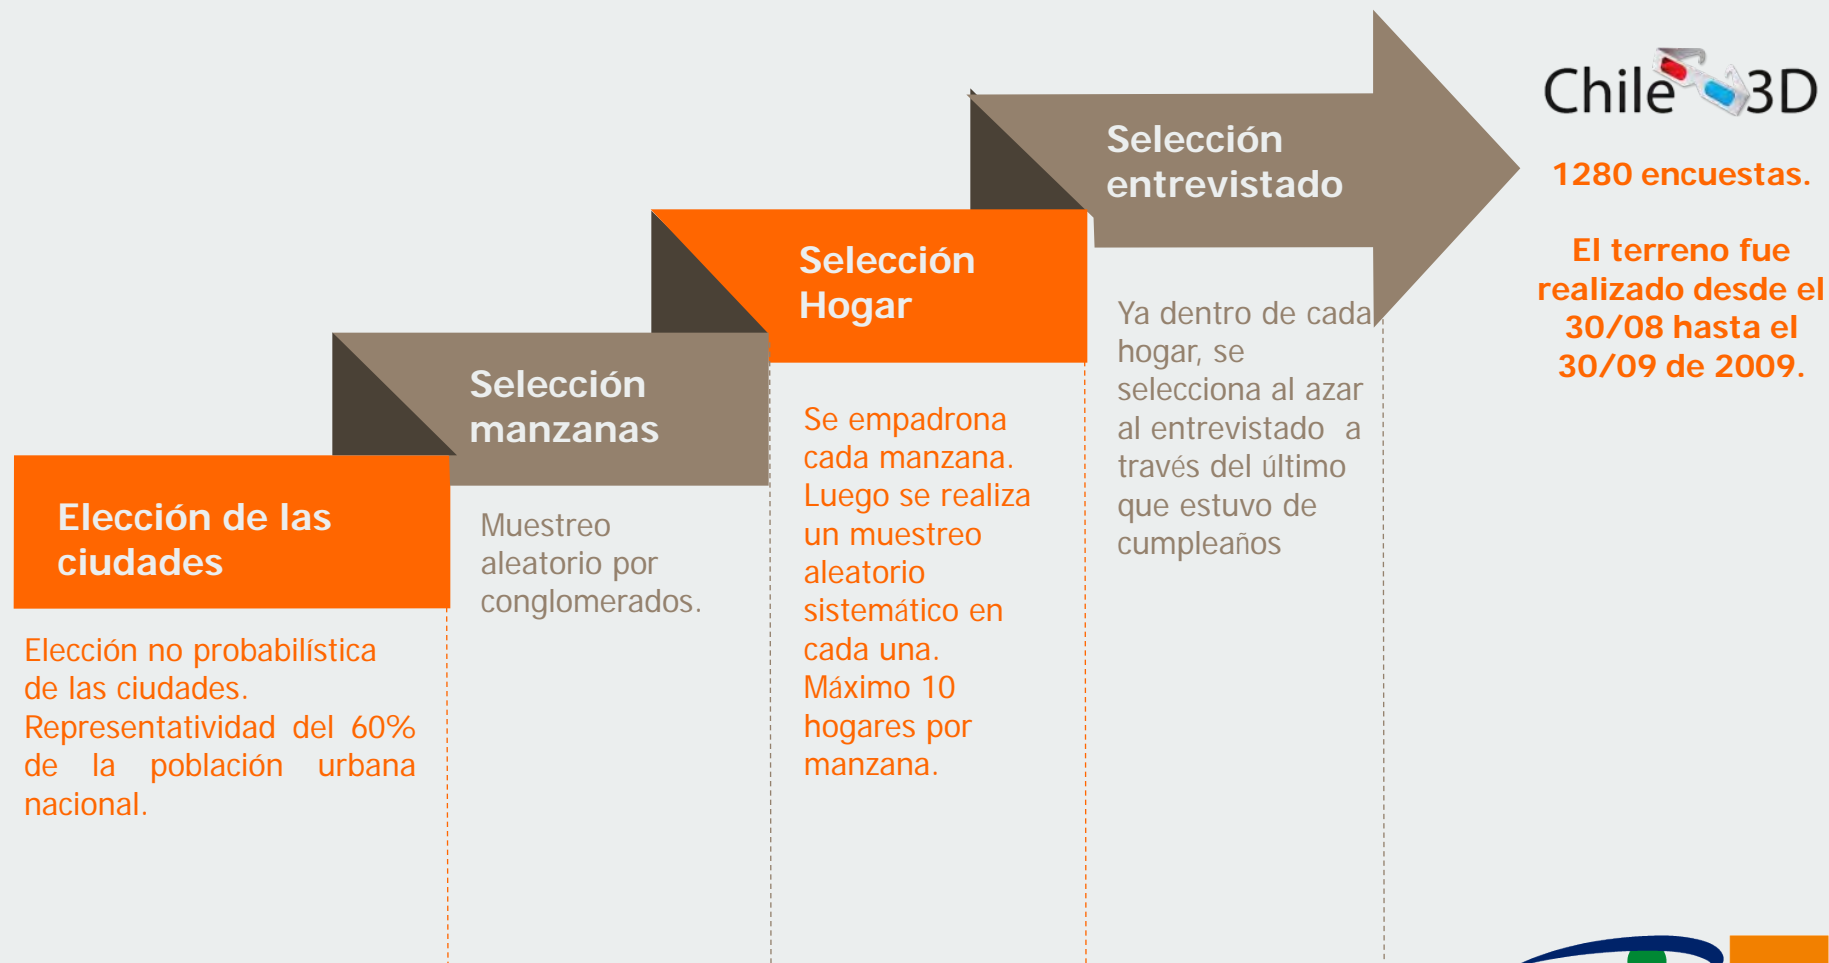 Elección de las
ciudades
Elección no probabilística
de las ciudades.
Representatividad del 60%
de la población urbana
nacional.
Selección
manzanas
Muestreo
aleatorio por
conglomerados.
Selección
Hogar
Se empadrona
cada manzana.
Luego se realiza
un muestreo
aleatorio
sistemático en
cada una.
Máximo 10
hogares por
manzana.
Selección
entrevistado
Ya dentro de cada
hogar, se
selecciona al azar
al entrevistado a
través del último
que estuvo de
cumpleaños
Chile 3D
1280 encuestas.
El terreno fue
realizado desde el
30/08 hasta el
30/09 de 2009.